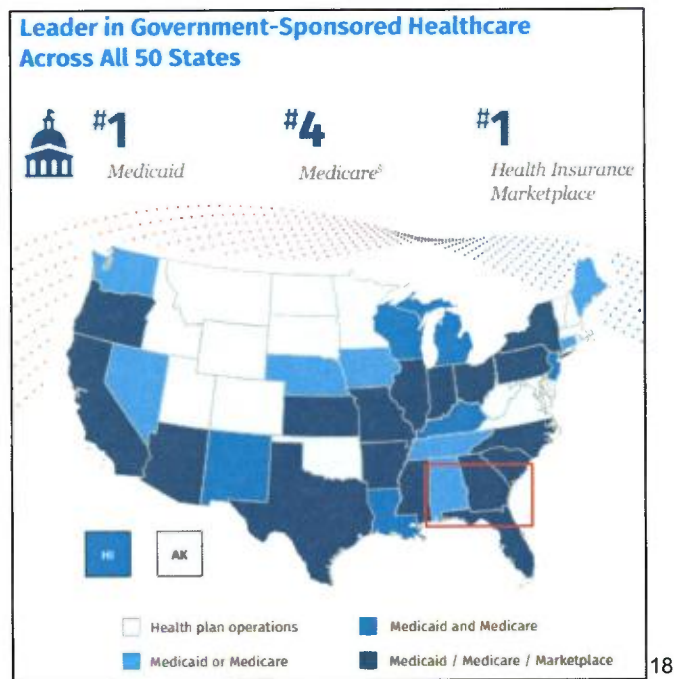 Leader in Government-Sponsored Healthcare
Across All 50 States
#1
#4
#1
Medicaid
Medicare§
Health Insurance
Marketplace
HI
AK
Health plan operations
Medicaid and Medicare
Medicaid or Medicare
Medicaid / Medicare / Marketplace
18